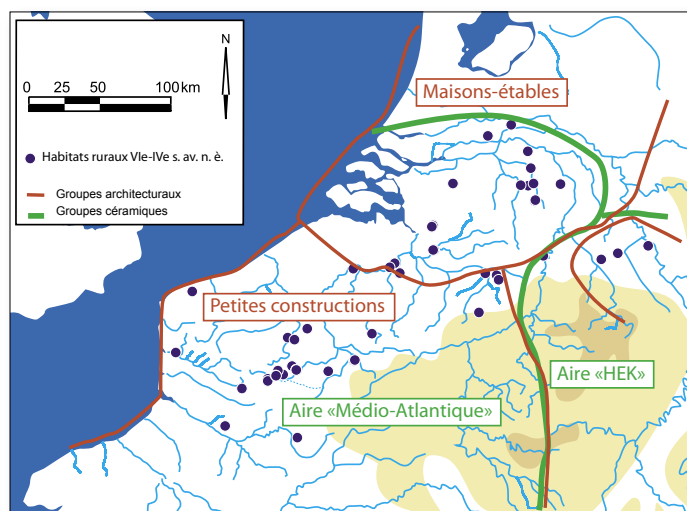 N
0 25 50 100 km
Habitats ruraux VIe-IVe s. av. n. è.
Groupes architecturaux
Groupes céramiques
Maisons-étables
Petites constructions
Aire «HEK»
Aire «Médio-Atlantique»